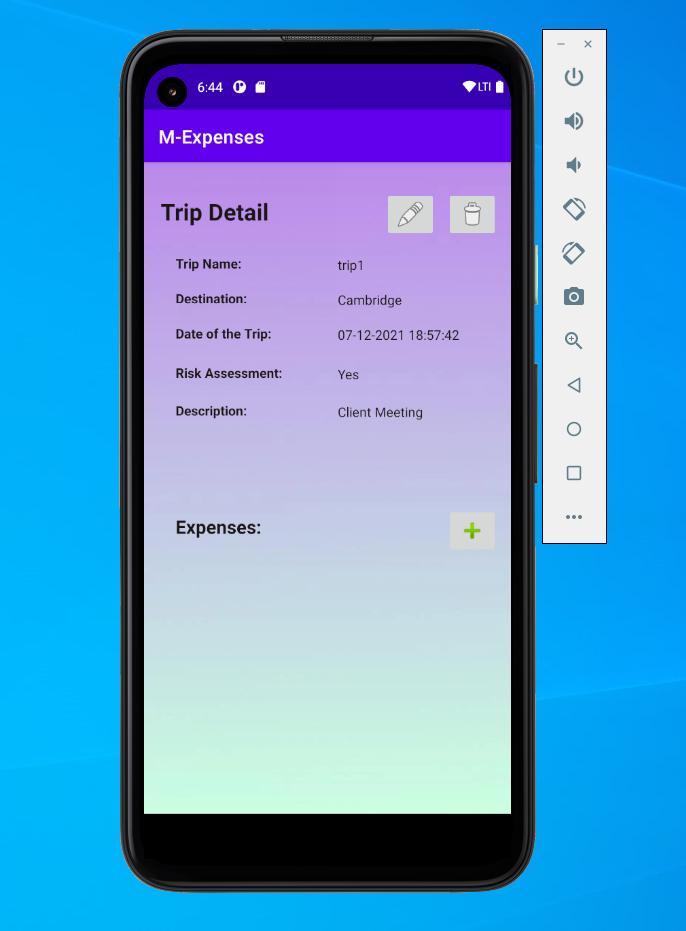 6:44 LTI
M-Expenses
Trip Detail
Trip Name: trip1
Destination: Cambridge
Date of the Trip: 07-12-2021 18:57:42
Risk Assessment: Yes
Description: Client Meeting
Expenses: